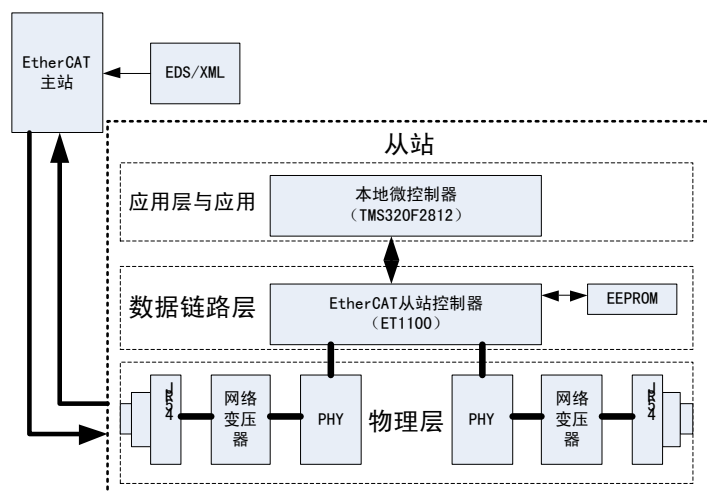 EtherCAT
主站
EDS/XML
从站
应用层与应用
本地微控制器
（TMS320F2812）
数据链路层
EtherCAT从站控制器
（ET1100）
EEPROM
网络
变压
器
PHY
物理层
PHY
网络
变压
器